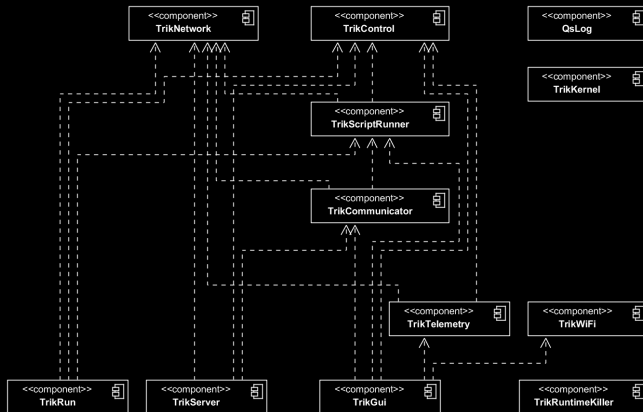 <<component>>
TrikNetwork
<<component>>
TrikControl
<<component>>
QsLog
<<component>>
TrikKernel
<<component>>
TrikScriptRunner
<<component>>
TrikCommunicator
<<component>>
TrikTelemetry
<<component>>
TrikWiFi
<<component>>
TrikRun
<<component>>
TrikServer
<<component>>
TrikGui
<<component>>
TrikRuntimeKiller